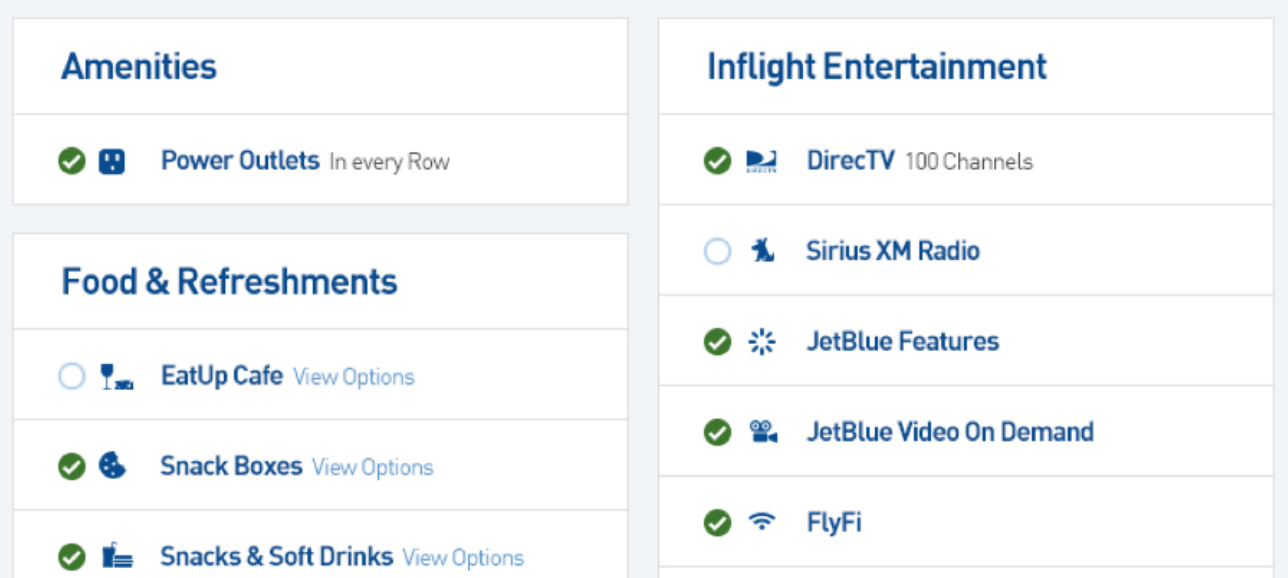 Amenities
Power Outlets In every Row
Food & Refreshments
EatUp Cafe View Options
Snack Boxes View Options
Snacks & Soft Drinks View Options
Inflight Entertainment
DirecTV 100 Channels
DIRECTV
Sirius XM Radio
JetBlue Features
JetBlue Video On Demand
FlyFi